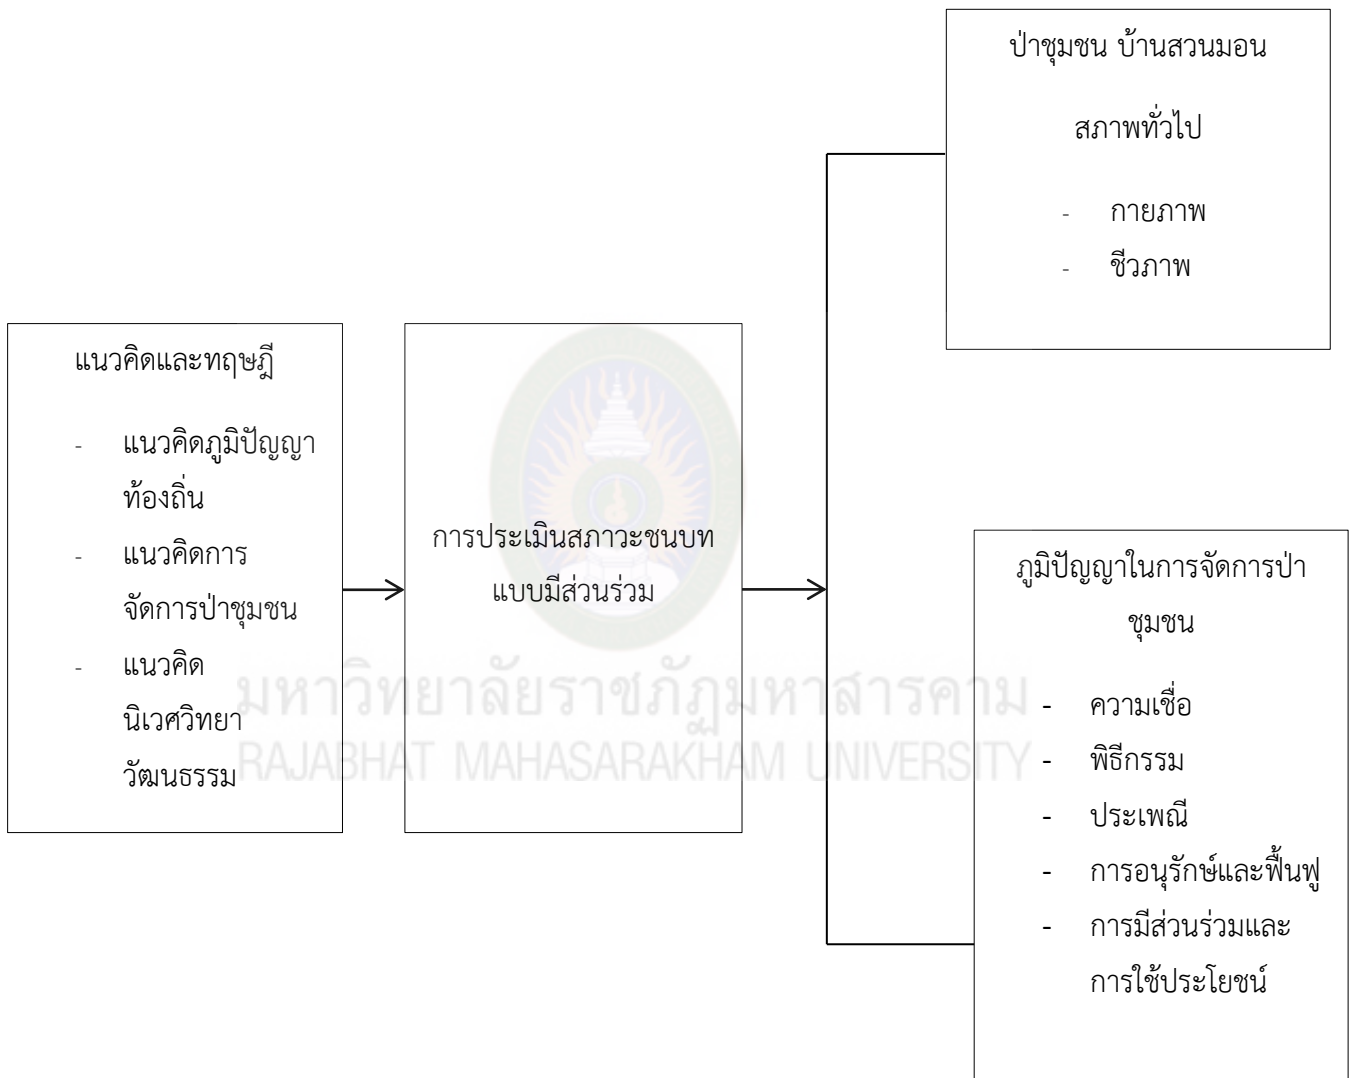 ป่าชุมชน บ้านสวนมอน
สภาพทั่วไป
- กายภาพ
- ชีวภาพ
แนวคิดและทฤษฎี
- แนวคิดภูมิปัญญา
ท้องถิ่น
- แนวคิดการ
จัดการป่าชุมชน
- แนวคิด
นิเวศวิทยา
วัฒนธรรม
การประเมินสภาวะชนบท
แบบมีส่วนร่วม
ภูมิปัญญาในการจัดการป่า
ชุมชน
- ความเชื่อ
- พิธีกรรม
- ประเพณี
- การอนุรักษ์และฟื้นฟู
- การมีส่วนร่วมและ
การใช้ประโยชน์
มหาวิทยาลัยราชภัฏมหาสารคาม
RAJABHAT MAHASARAKHAM UNIVERSITY